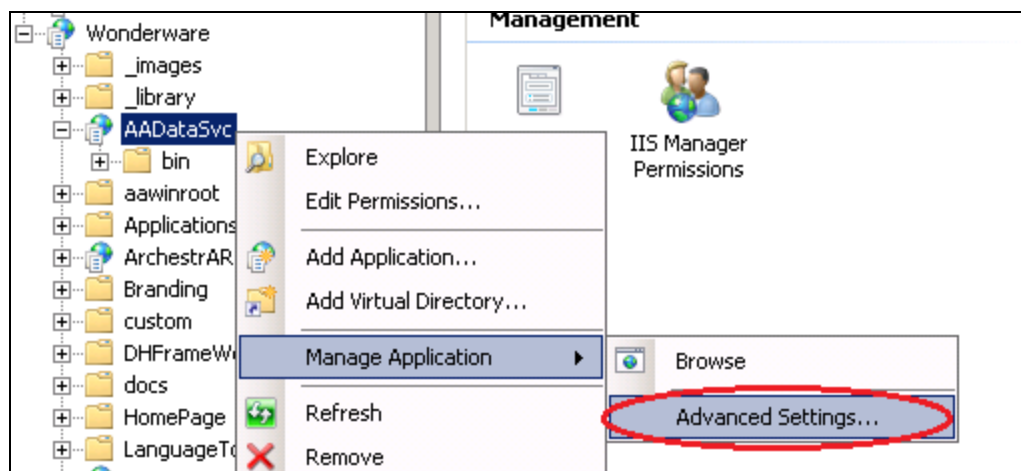 Management
Wonderware
_images
_library
AADataSvc
bin
aawinroot
Applications
ArchestrAR
Branding
custom
DHFrameW
docs
HomePage
LanguageTo
Explore
Edit Permissions...
Add Application...
Add Virtual Directory...
Manage Application
Refresh
Remove
IIS Manager
Permissions
Browse
Advanced Settings...